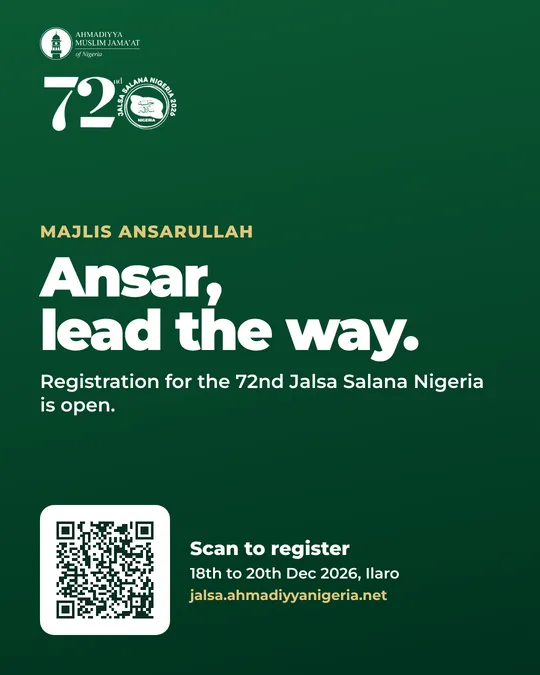 AHMADIYYA
MUSLIM JAMA'AT
of Nigeria
72nd
JALSA SALANA NIGERIA 2026
NIGERIA
MAJLIS ANSARULLAH
Ansar,
lead the way.
Registration for the 72nd Jalsa Salana Nigeria
is open.
Scan to register
18th to 20th Dec 2026, Ilaro
jalsa.ahmadiyyanigeria.net